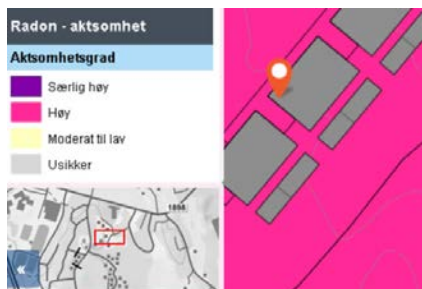 Radon - aktsomhet
Aktsomhetsgrad
Særlig høy
Høy
Moderat til lav
Usikker
«